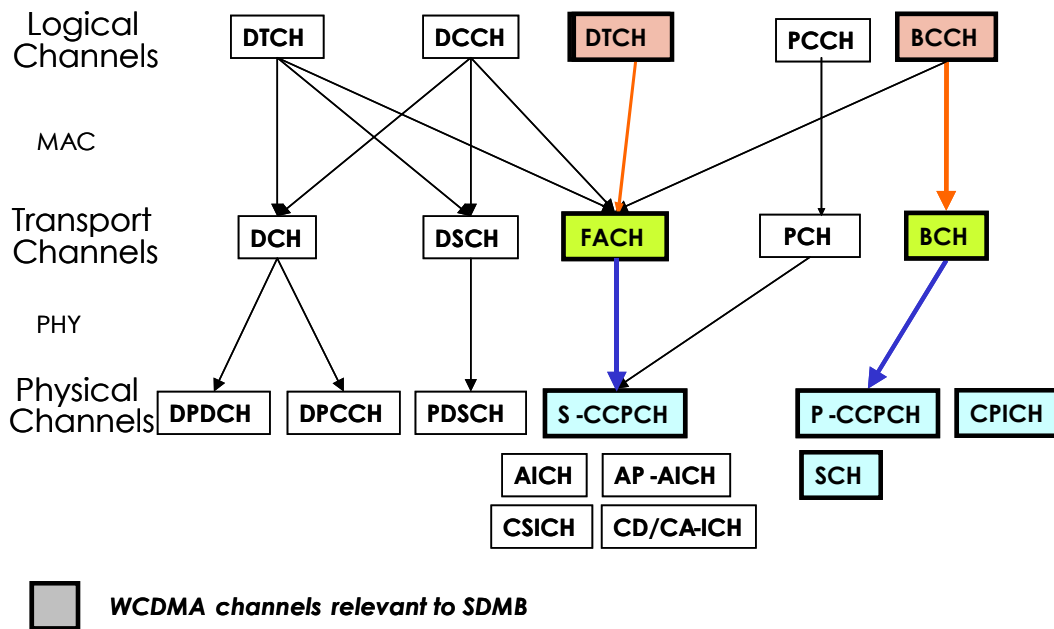 Logical
Channels
DTCH
DCCH
DTCH
PCCH
BCCH
MAC
Transport
Channels
DCH
DSCH
FACH
PCH
BCH
PHY
Physical
Channels
DPDCH
DPCCH
PDSCH
S -CCPCH
P -CCPCH
CPICH
AICH
AP -AICH
SCH
CSICH
CD/CA-ICH
WCDMA channels relevant to SDMB